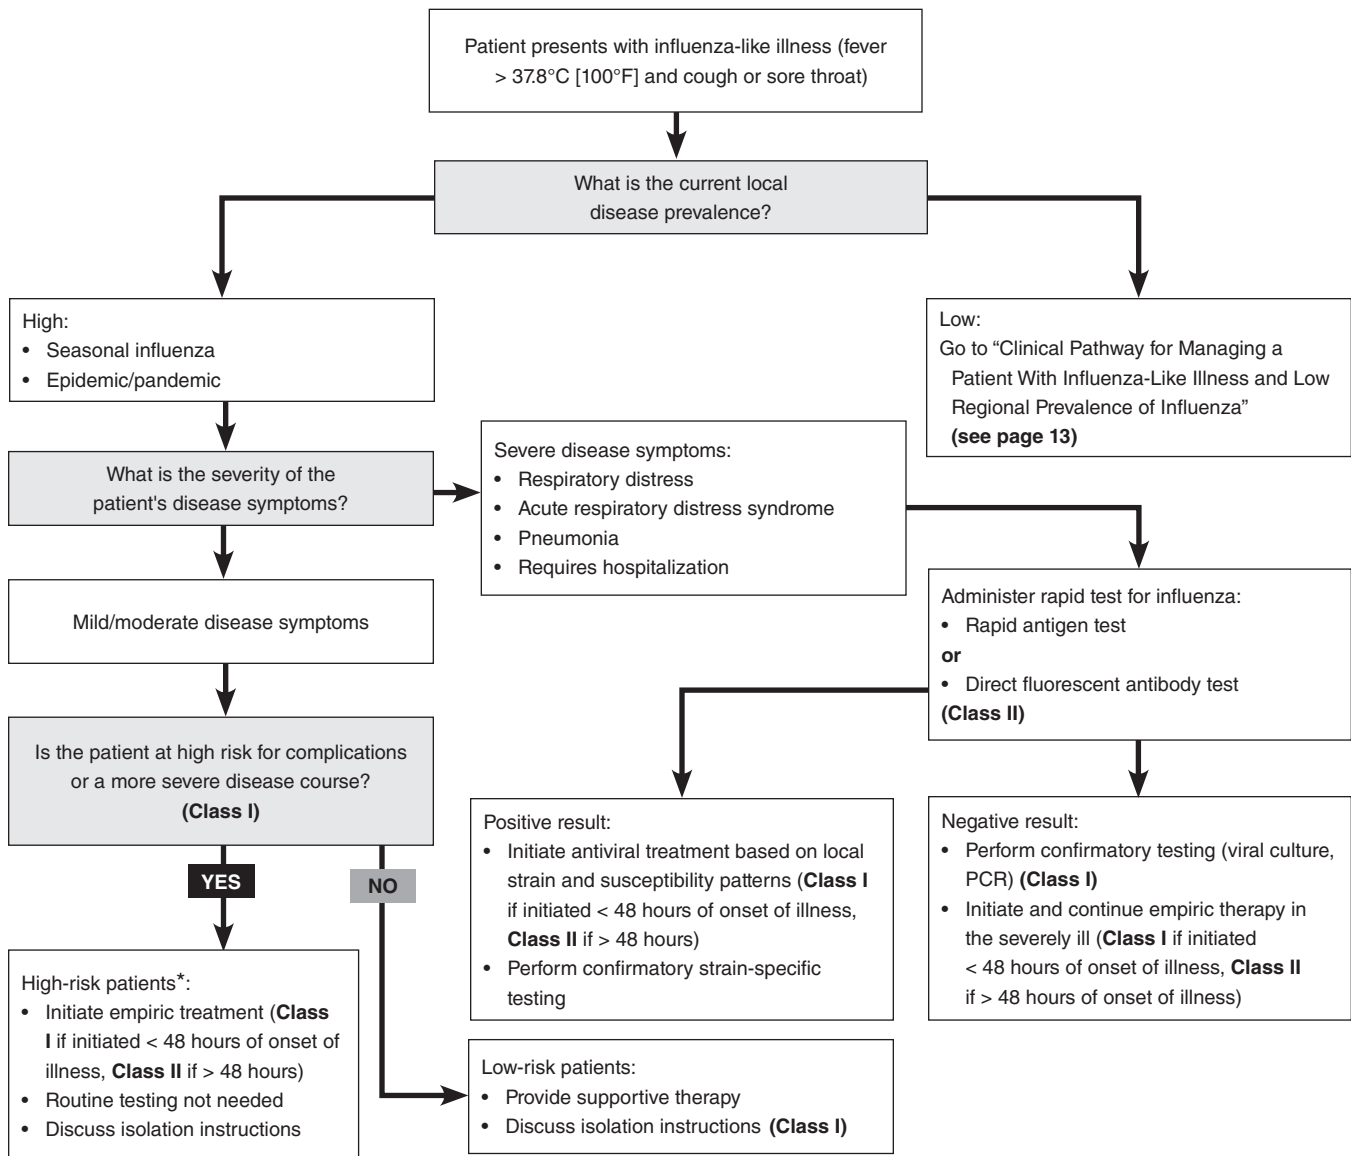 Patient presents with influenza-like illness (fever
> 37.8°C [100°F] and cough or sore throat)
What is the current local
disease prevalence?
High:
• Seasonal influenza
• Epidemic/pandemic
Low:
Go to “Clinical Pathway for Managing a
Patient With Influenza-Like Illness and Low
Regional Prevalence of Influenza”
(see page 13)
What is the severity of the
patient's disease symptoms?
Severe disease symptoms:
• Respiratory distress
• Acute respiratory distress syndrome
• Pneumonia
• Requires hospitalization
Mild/moderate disease symptoms
Administer rapid test for influenza:
• Rapid antigen test
or
• Direct fluorescent antibody test
(Class II)
Is the patient at high risk for complications
or a more severe disease course?
(Class I)
YES
NO
Positive result:
• Initiate antiviral treatment based on local
strain and susceptibility patterns (Class I
if initiated < 48 hours of onset of illness,
Class II if > 48 hours)
• Perform confirmatory strain-specific
testing
Negative result:
• Perform confirmatory testing (viral culture,
PCR) (Class I)
• Initiate and continue empiric therapy in
the severely ill (Class I if initiated
< 48 hours of onset of illness, Class II
if > 48 hours of onset of illness)
High-risk patients*:
• Initiate empiric treatment (Class
I if initiated < 48 hours of onset of
illness, Class II if > 48 hours)
• Routine testing not needed
• Discuss isolation instructions
Low-risk patients:
• Provide supportive therapy
• Discuss isolation instructions (Class I)